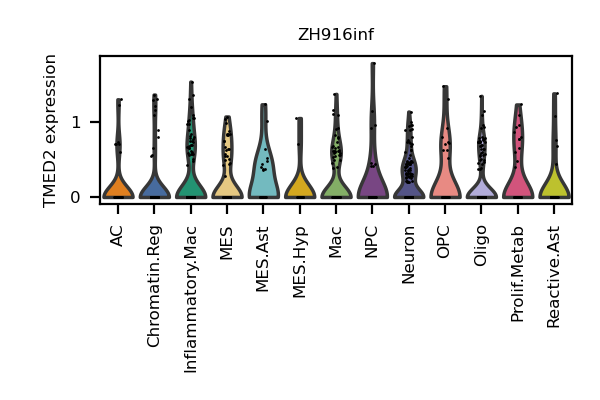 ZH916inf
TMED2 expression
1
0
AC
Chromatin.Reg
Inflammatory.Mac
MES
MES.Ast
MES.Hyp
Mac
NPC
Neuron
OPC
Oligo
Prolif.Metab
Reactive.Ast